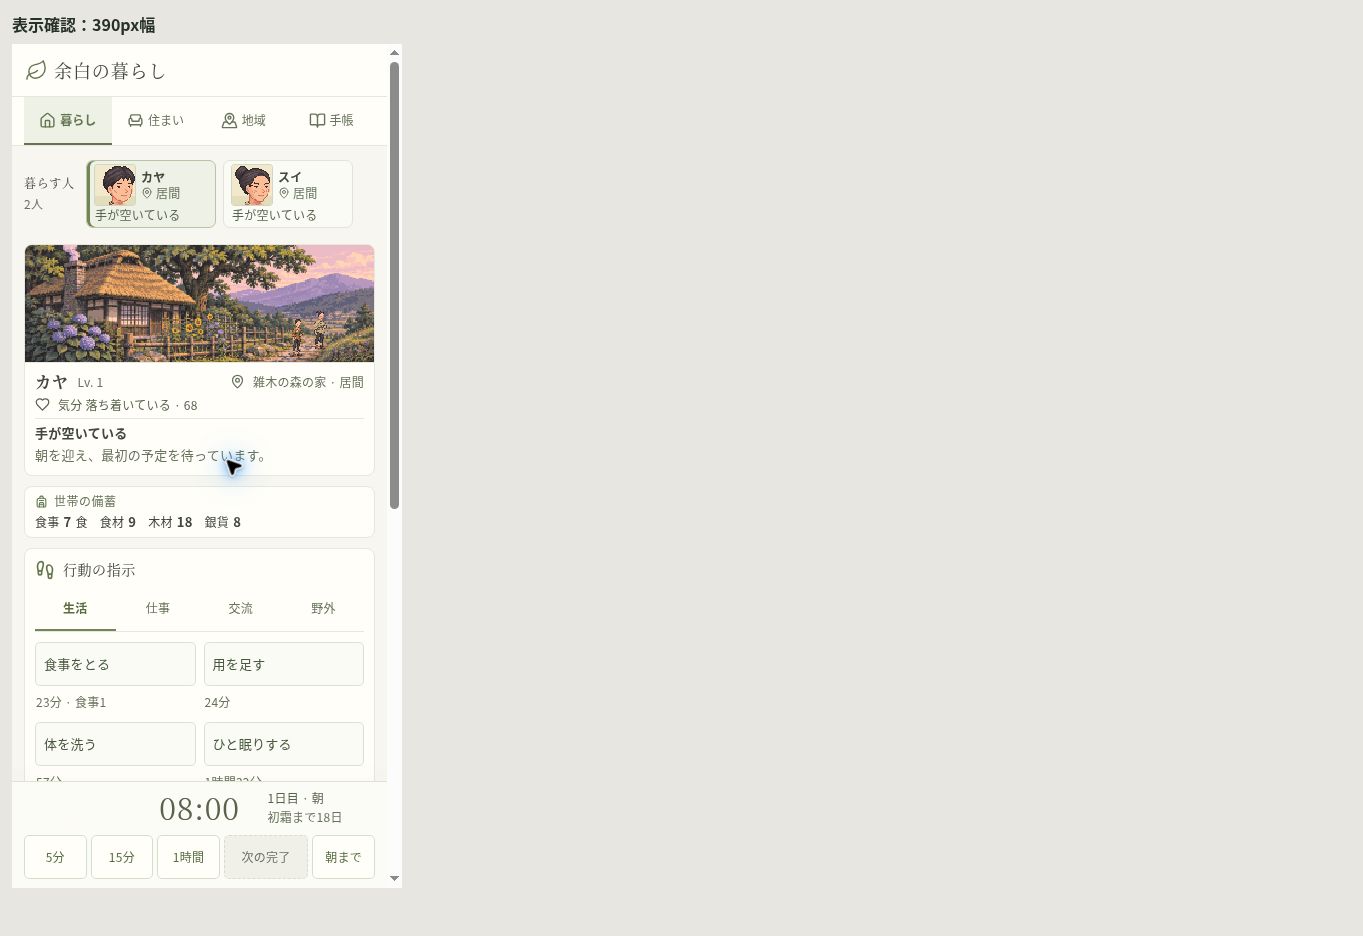 表示確認：390px幅
余白の暮らし
暮らし 住まい 地域 手帳
暮らす人
2人
カヤ
居間
手が空いている
スイ
居間
手が空いている
カヤ Lv. 1 雑木の森の家 · 居間
気分 落ち着いている · 68
手が空いている
朝を迎え、最初の予定を待っています。
世帯の備蓄
食事 7 食 食材 9 木材 18 銀貨 8
行動の指示
生活 仕事 交流 野外
食事をとる 用を足す
23分 · 食事1 24分
体を洗う ひと眠りする
08:00
1日目 · 朝
初霜まで18日
5分 15分 1時間 次の完了 朝まで